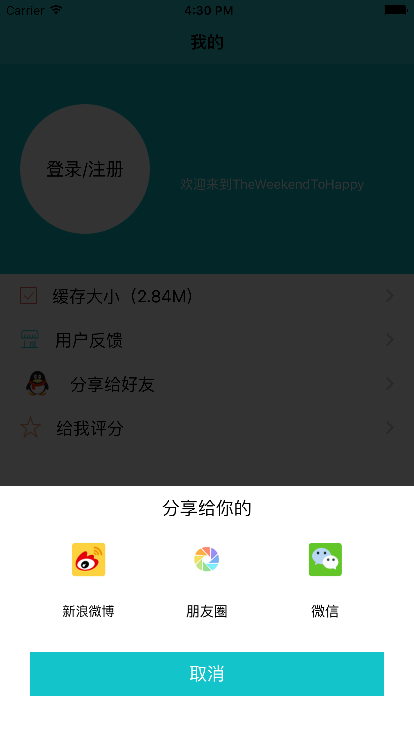 Carrier 4:30 PM
我的
登录/注册
欢迎来到TheWeekendToHappy
缓存大小（2.84M）
用户反馈
分享给好友
给我评分
分享给你的
新浪微博 朋友圈 微信
取消